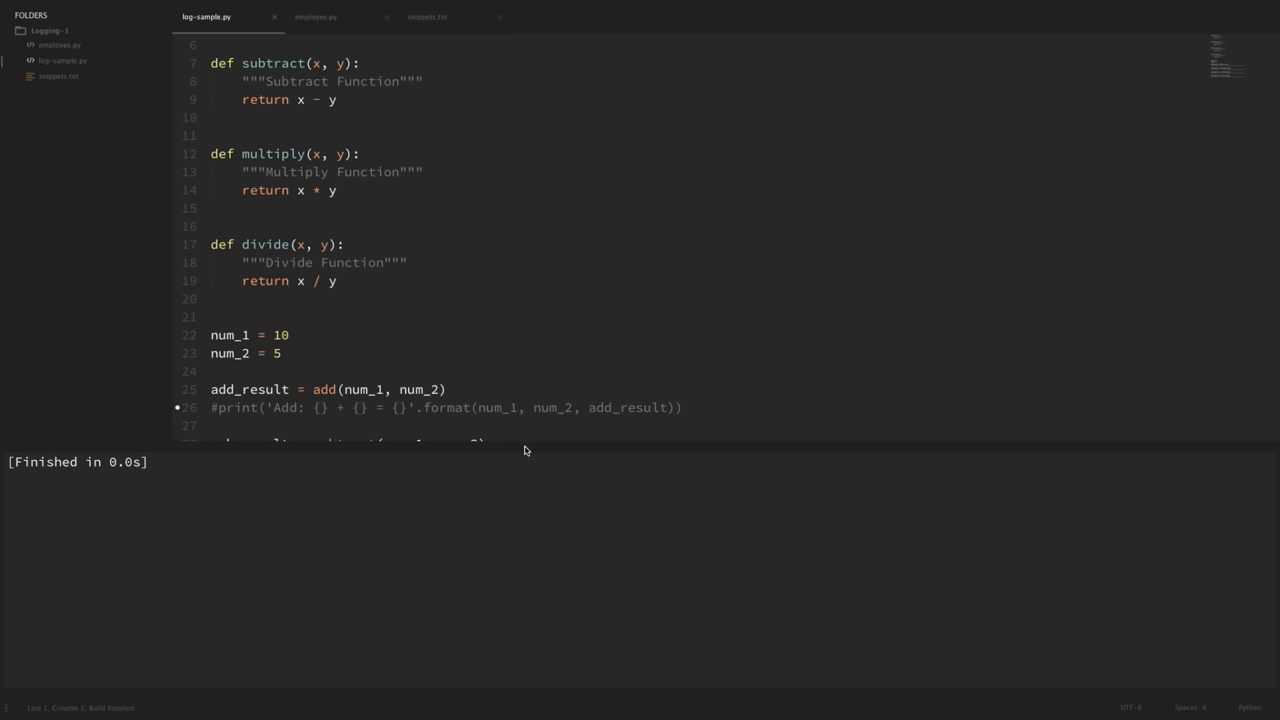 FOLDERS
Logging-1
employee.py
log-sample.py
snippets.txt
log-sample.py × employee.py × snippets.txt ×
6
7 def subtract(x, y):
8 """Subtract Function"""
9 return x - y
10
11
12 def multiply(x, y):
13 """Multiply Function"""
14 return x * y
15
16
17 def divide(x, y):
18 """Divide Function"""
19 return x / y
20
21
22 num_1 = 10
23 num_2 = 5
24
25 add_result = add(num_1, num_2)
26 #print('Add: {} + {} = {}'.format(num_1, num_2, add_result))
27
[Finished in 0.0s]
Line 1, Column 1; Build finished UTF-8 Spaces: 4 Python